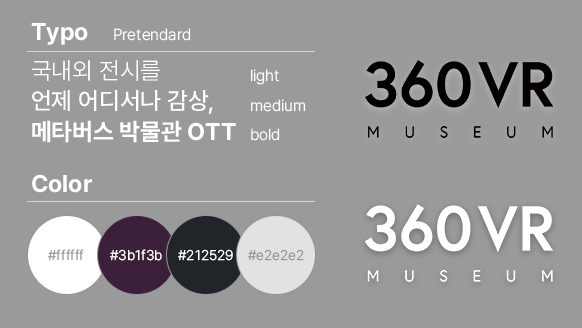 Typo Pretendard
국내외 전시를 light
언제 어디서나 감상, medium
메타버스 박물관 OTT bold
Color
#ffffff #3b1f3b #212529 #e2e2e2
360VR
MUSEUM
360VR
MUSEUM